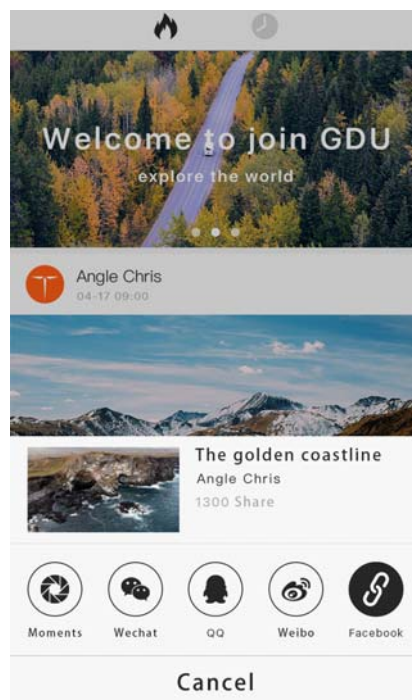 Welcome to join GDU
explore the world
Angle Chris
04-17 09:00
The golden coastline
Angle Chris
1300 Share
Moments
Wechat
QQ
Weibo
Facebook
Cancel